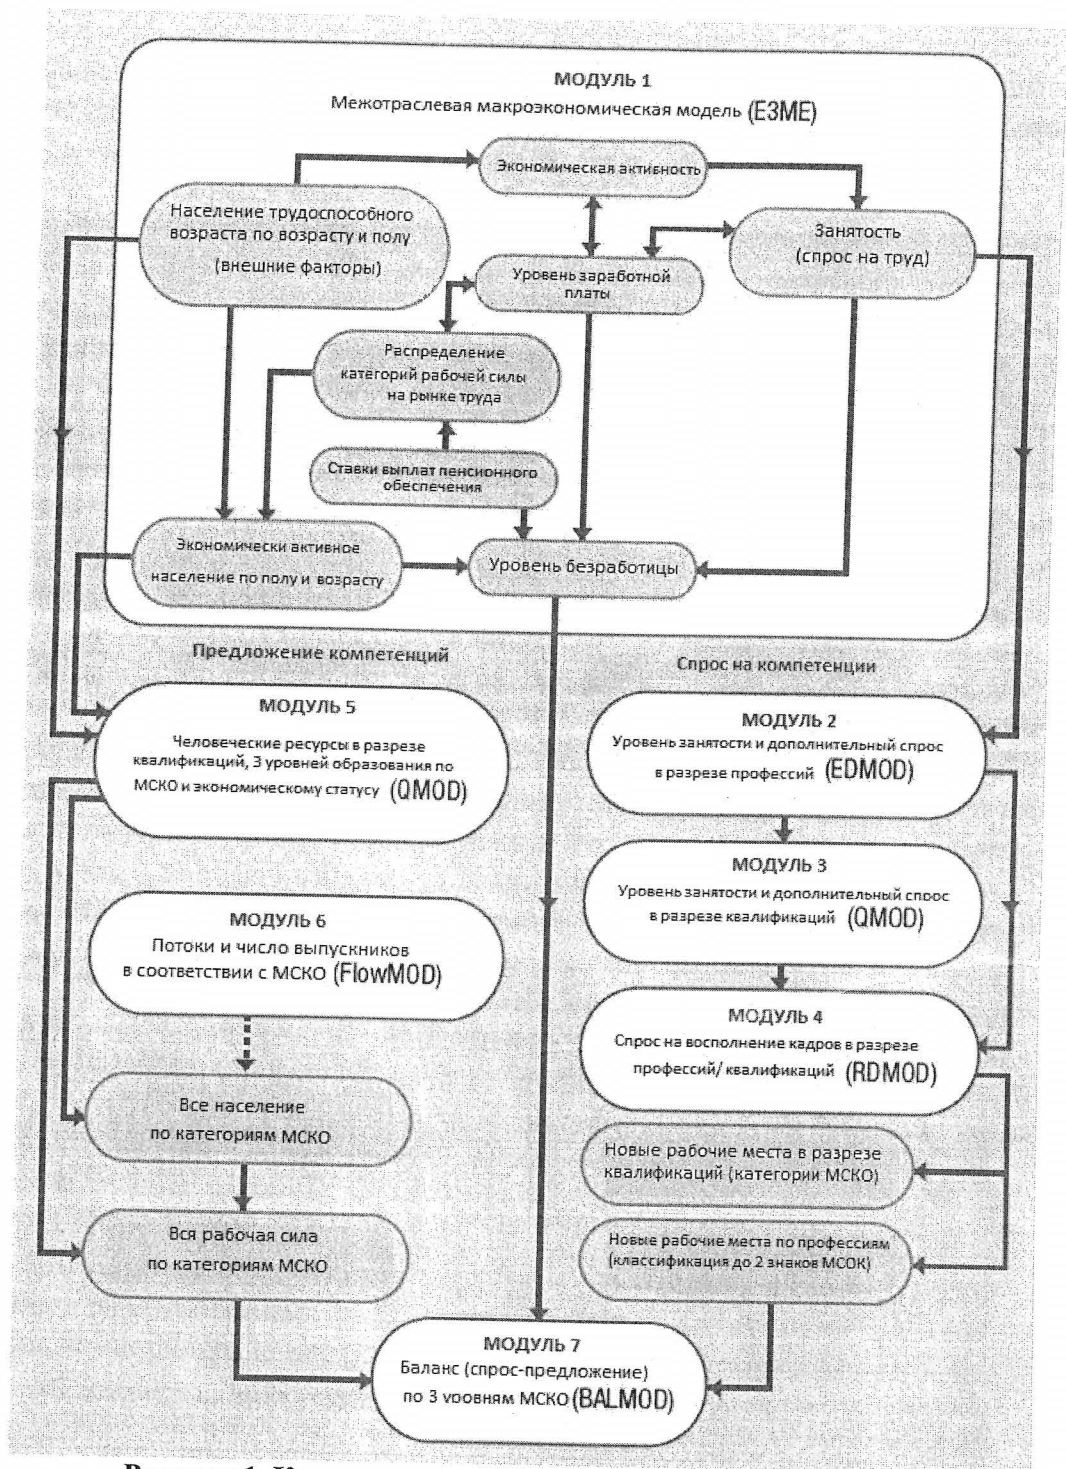 МОДУЛЬ 1
Межотраслевая макроэкономическая модель (E3ME)
Экономическая активность
Население трудоспособного
возраста по возрасту и полу
(внешние факторы)
Занятость
(спрос на труд)
Уровень заработной
платы
Распределение
категорий рабочей силы
на рынке труда
Ставки выплат пенсионного
обеспечения
Экономически активное
население по полу и возрасту
Уровень безработицы
Предложение компетенций
Спрос на компетенции
МОДУЛЬ 5
Человеческие ресурсы в разрезе
квалификаций, 3 уровней образования по
МСКО и экономическому статусу (QMOD)
МОДУЛЬ 2
Уровень занятости и дополнительный спрос
в разрезе профессий (EDMOD)
МОДУЛЬ 3
Уровень занятости и дополнительный спрос
в разрезе квалификаций (QMOD)
МОДУЛЬ 6
Потоки и число выпускников
в соответствии с МСКО (FlowMOD)
МОДУЛЬ 4
Спрос на восполнение кадров в разрезе
профессий/ квалификаций (RDMOD)
Все население
по категориям МСКО
Новые рабочие места в разрезе
квалификаций (категории МСКО)
Вся рабочая сила
по категориям МСКО
Новые рабочие места по профессиям
(классификация до 2 знаков МСОК)
МОДУЛЬ 7
Баланс (спрос-предложение)
по 3 уровням МСКО (BALMOD)